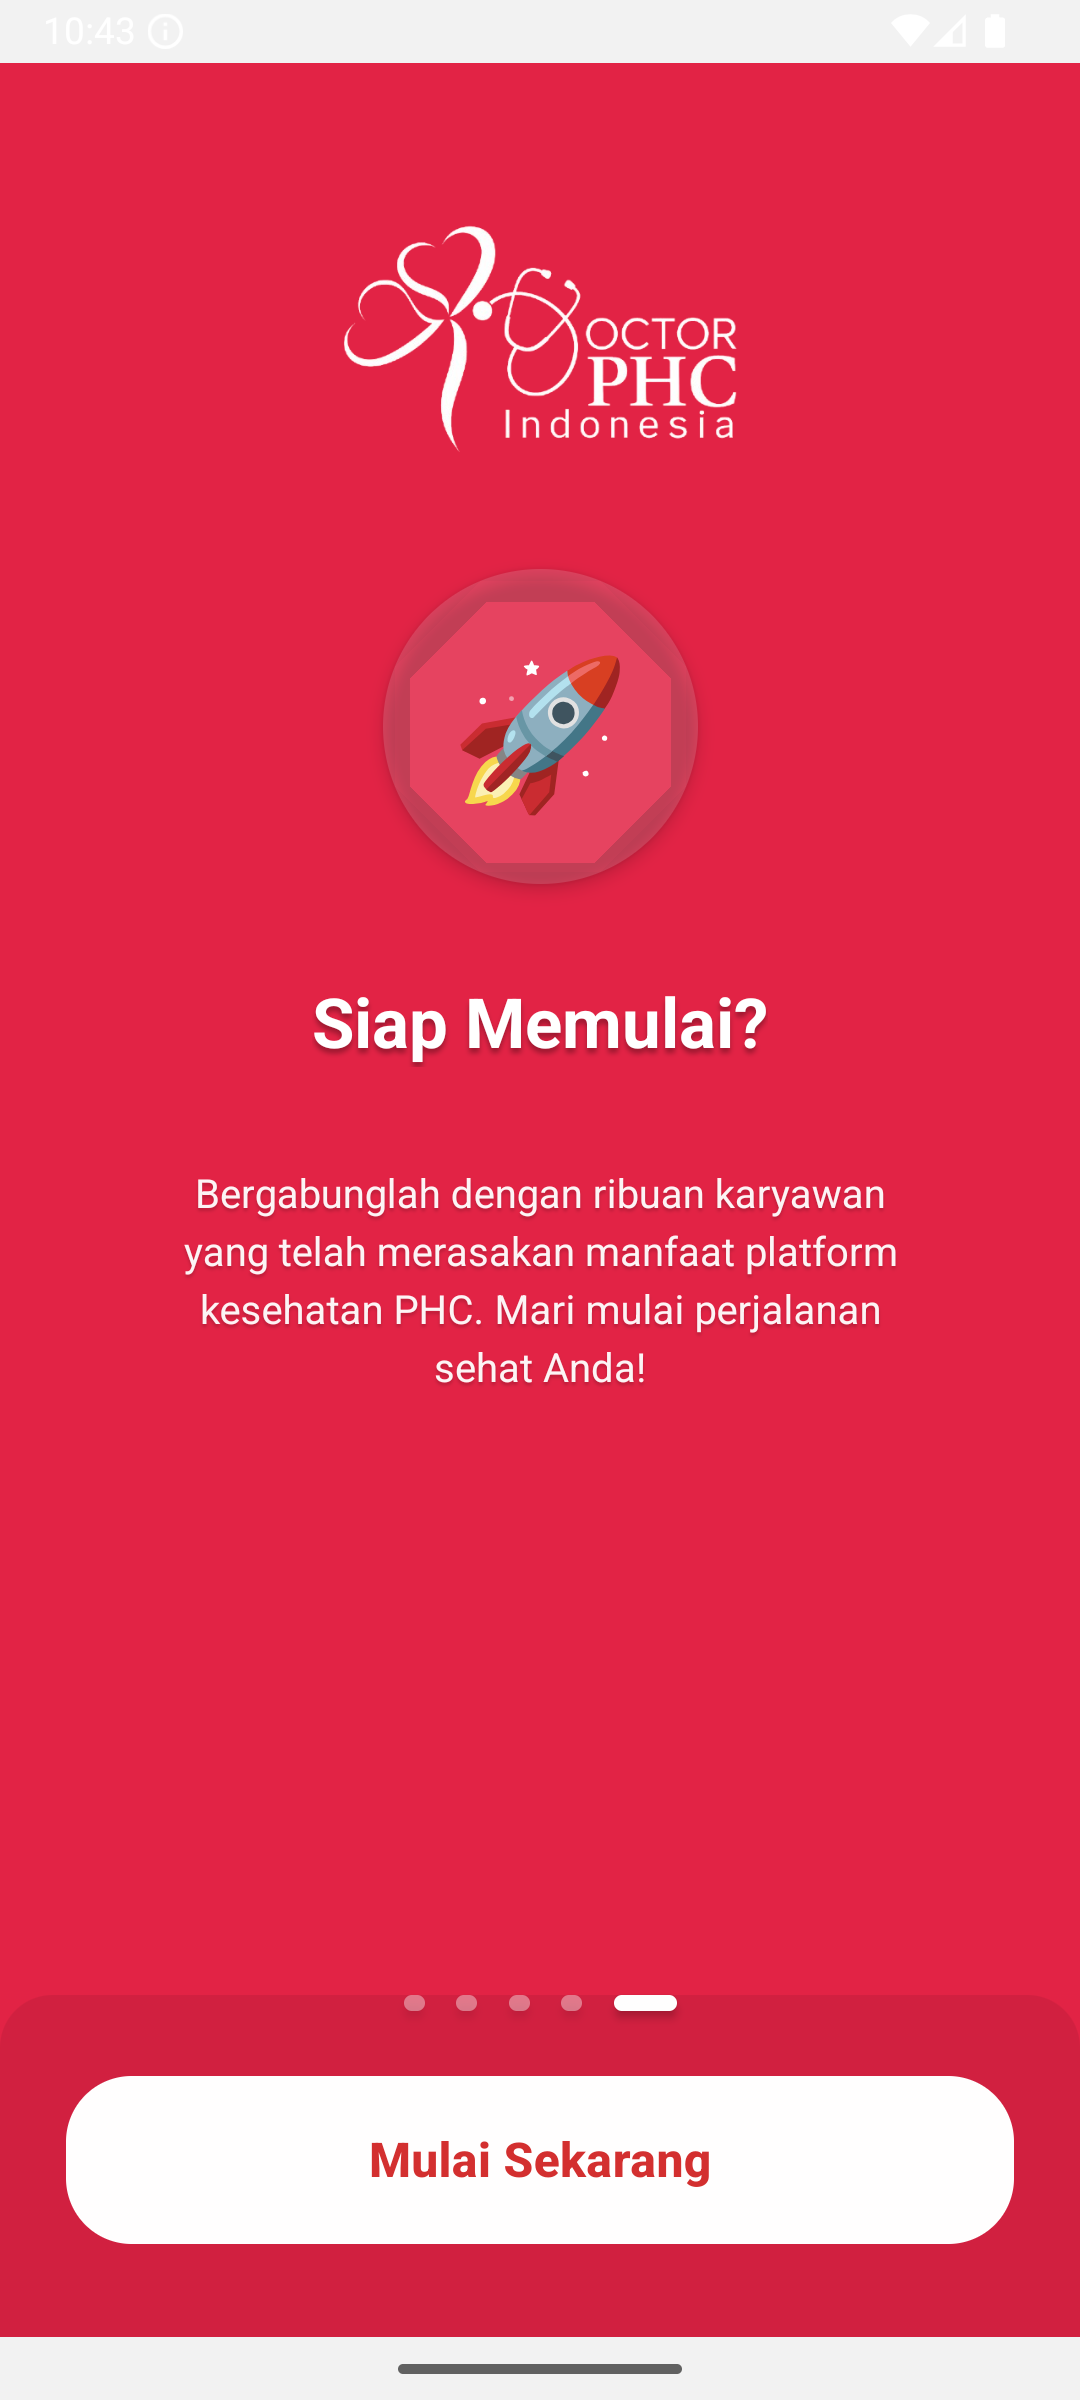 10:43
OCTOR
PHC
Indonesia
Siap Memulai?
Bergabunglah dengan ribuan karyawan
yang telah merasakan manfaat platform
kesehatan PHC. Mari mulai perjalanan
sehat Anda!
Mulai Sekarang